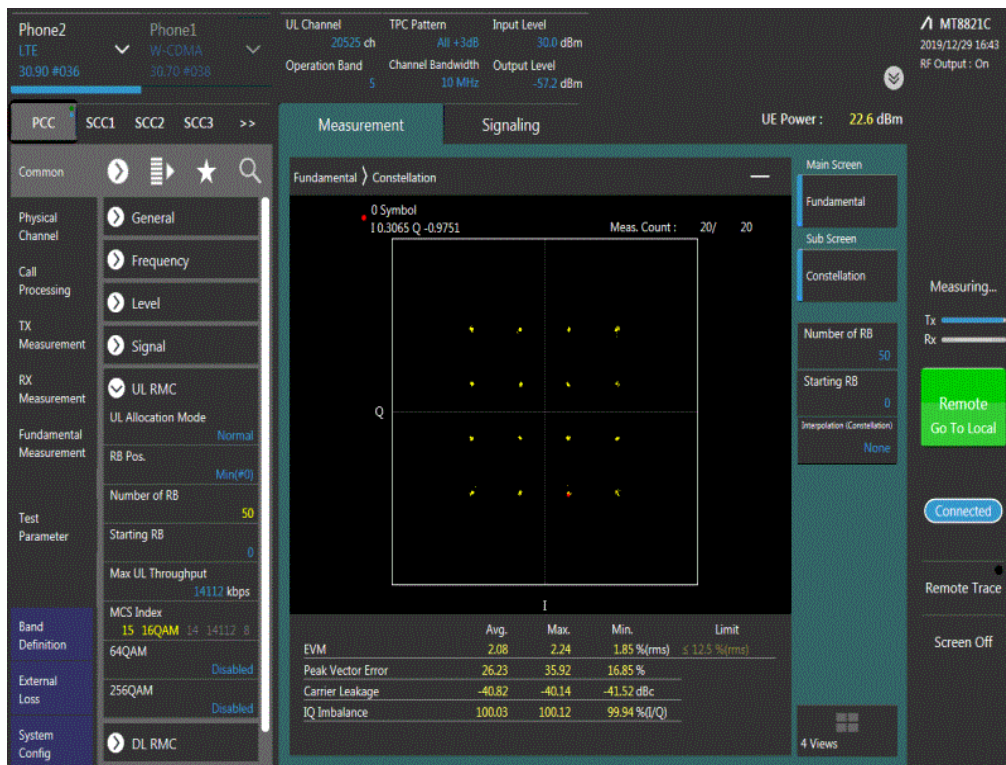 Phone2
LTE
30.90 #036
Phone1
W-CDMA
30.70 #038
UL Channel
20525 ch
TPC Pattern
All +3dB
Input Level
30.0 dBm
Operation Band
5
Channel Bandwidth
10 MHz
Output Level
-57.2 dBm
MT8821C
2019/12/29 16:43
RF Output : On
PCC SCC1 SCC2 SCC3 >>
Measurement
Signaling
UE Power : 22.6 dBm
Common
Physical
Channel
Call
Processing
TX
Measurement
RX
Measurement
Fundamental
Measurement
Test
Parameter
Band
Definition
External
Loss
System
Config
General
Frequency
Level
Signal
UL RMC
UL Allocation Mode
Normal
RB Pos.
Min(#0)
Number of RB
50
Starting RB
0
Max UL Throughput
14112 kbps
MCS Index
15 16QAM 14 14112 8
64QAM
Disabled
256QAM
Disabled
DL RMC
Fundamental > Constellation
0 Symbol
I 0.3065 Q -0.9751
Meas. Count : 20/ 20
Q
I
Avg. Max. Min. Limit
EVM 2.08 2.24 1.85 %(rms) ≤ 12.5 %(rms)
Peak Vector Error 26.23 35.92 16.85 %
Carrier Leakage -40.82 -40.14 -41.52 dBc
IQ Imbalance 100.03 100.12 99.94 %(I/Q)
Main Screen
Fundamental
Sub Screen
Constellation
Number of RB
50
Starting RB
0
Interpolation (Constellation)
None
4 Views
Measuring...
Tx
Rx
Remote
Go To Local
Connected
Remote Trace
Screen Off